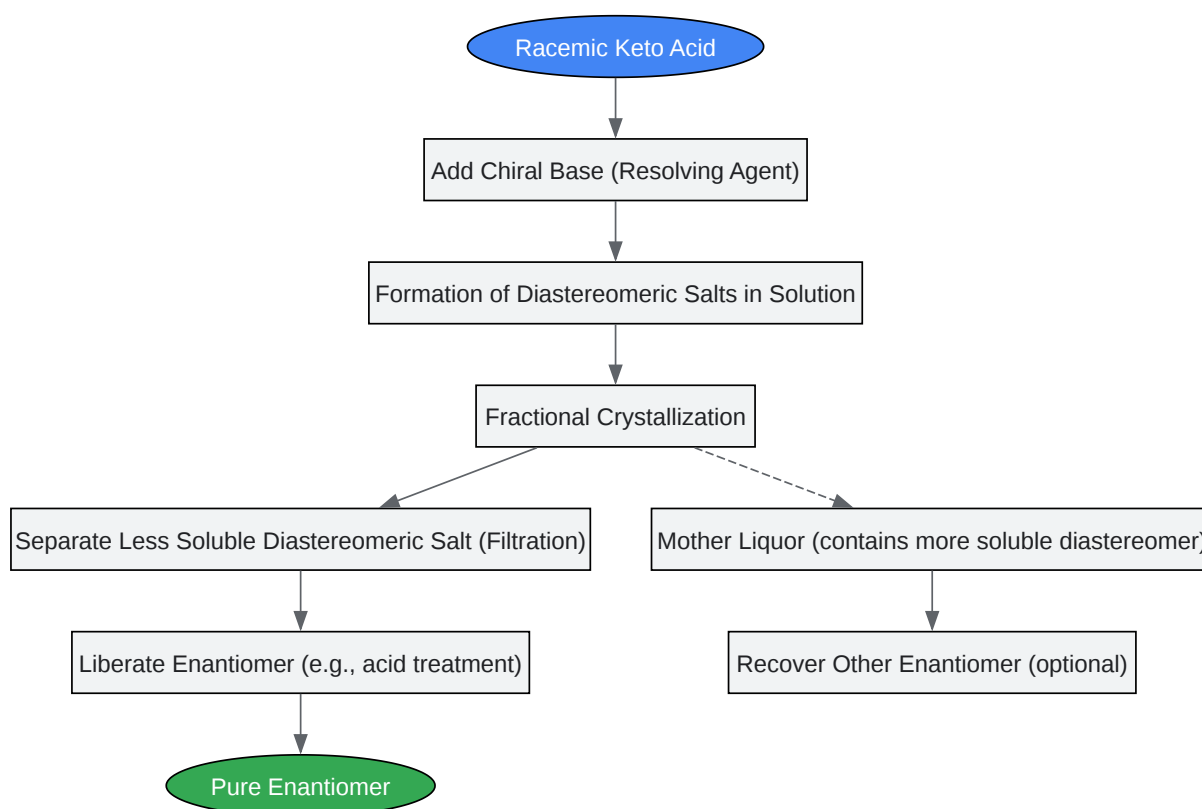 Racemic Keto Acid
Add Chiral Base (Resolving Agent)
Formation of Diastereomeric Salts in Solution
Fractional Crystallization
Separate Less Soluble Diastereomeric Salt (Filtration)
Mother Liquor (contains more soluble diastereomer)
Liberate Enantiomer (e.g., acid treatment)
Recover Other Enantiomer (optional)
Pure Enantiomer